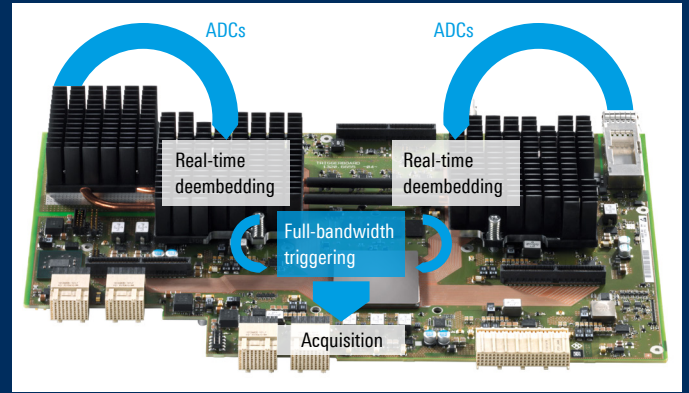 ADCs
ADCs
Real-time
deembedding
Real-time
deembedding
Full-bandwidth
triggering
Acquisition